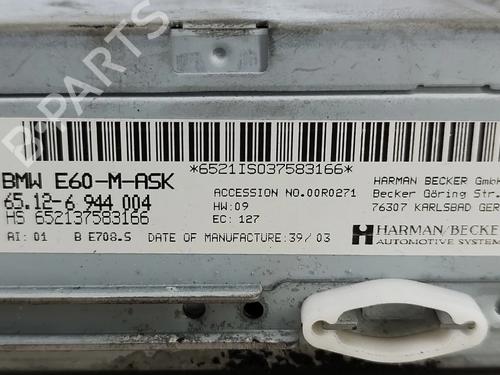 *6521IS037583166*
BMW E60-M-ASK
65.12-6 944 004
HS 652137583166
AI: 01 B E708.5 DATE OF MANUFACTURE: 39/03
ACCESSION NO.00R0271
HW: 09
EC: 127
HARMAN BECKER GmbH
Becker Göring Str.
76307 KARLSBAD GER
HARMAN/BECKER
AUTOMOTIVE SYSTEM
B-PARTS